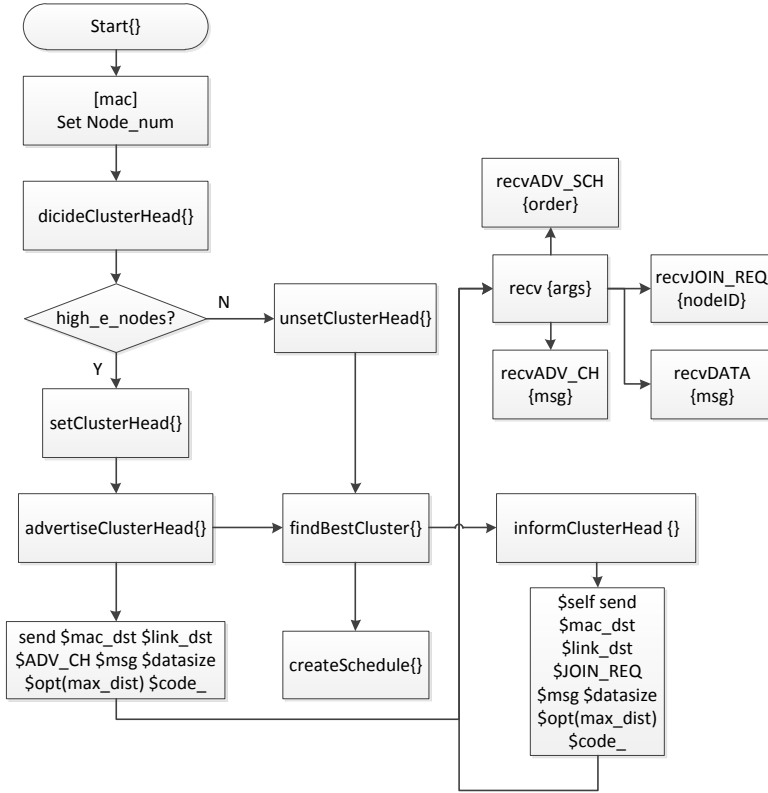 Start{}
[mac]
Set Node_num
dicideClusterHead{}
high_e_nodes?
N
Y
unsetClusterHead{}
setClusterHead{}
advertiseClusterHead{}
findBestCluster{}
informClusterHead {}
send $mac_dst $link_dst
$ADV_CH $msg $datasize
$opt(max_dist) $code_
createSchedule{}
$self send
$mac_dst
$link_dst
$JOIN_REQ
$msg $datasize
$opt(max_dist)
$code_
recvADV_SCH
{order}
recv {args}
recvJOIN_REQ
{nodeID}
recvADV_CH
{msg}
recvDATA
{msg}